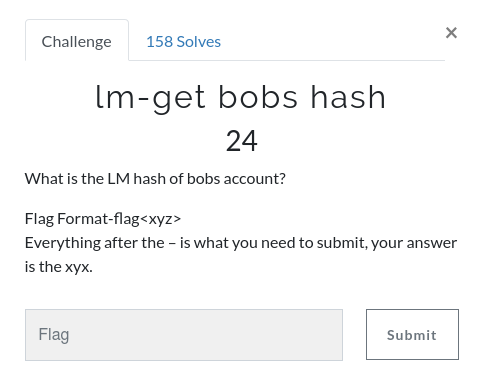 Challenge
158 Solves
×
lm-get bobs hash
24
What is the LM hash of bobs account?
Flag Format-flag<xyz>
Everything after the – is what you need to submit, your answer
is the xyx.
Flag
Submit